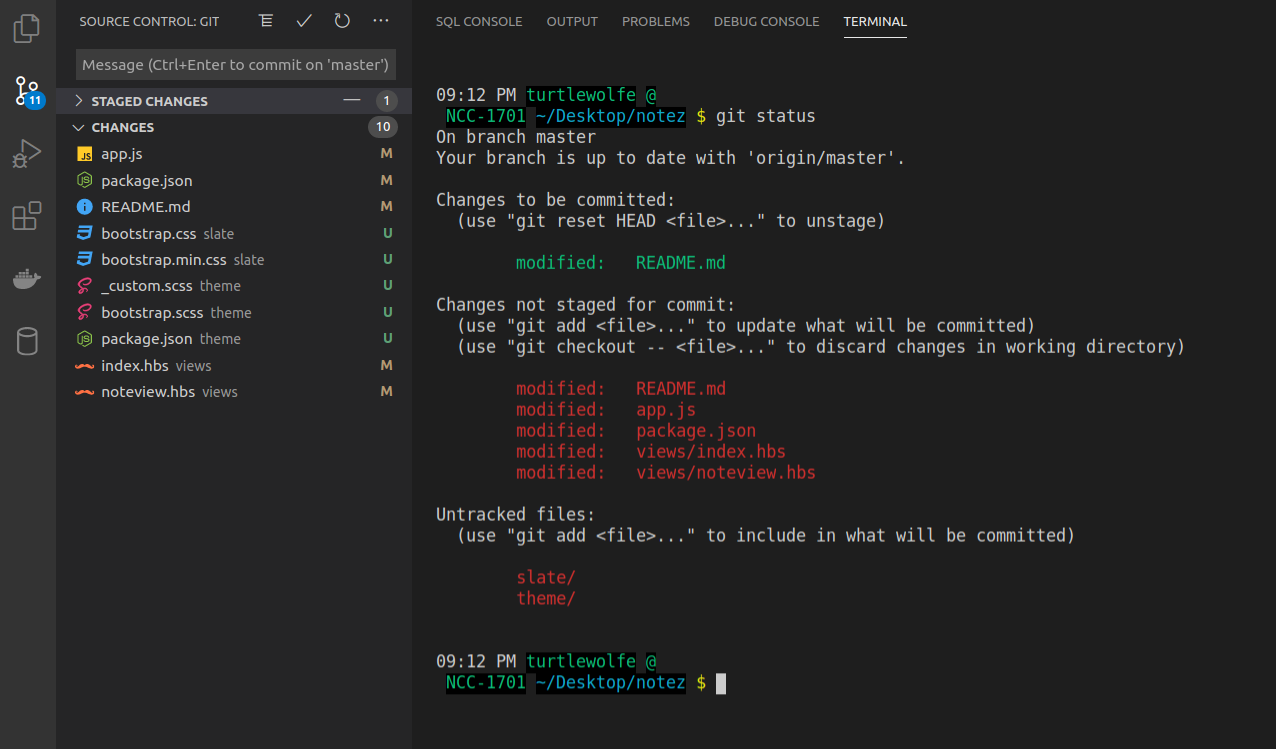 SOURCE CONTROL: GIT
Message (Ctrl+Enter to commit on 'master')
11
STAGED CHANGES 1
CHANGES 10
JS app.js M
JS package.json M
i README.md M
bootstrap.css slate U
bootstrap.min.css slate U
_custom.scss theme U
bootstrap.scss theme U
JS package.json theme U
index.hbs views M
noteview.hbs views M
SQL CONSOLE OUTPUT PROBLEMS DEBUG CONSOLE TERMINAL
09:12 PM turtlewolfe @
NCC-1701 ~/Desktop/notez $ git status
On branch master
Your branch is up to date with 'origin/master'.
Changes to be committed:
(use "git reset HEAD <file>..." to unstage)
modified: README.md
Changes not staged for commit:
(use "git add <file>..." to update what will be committed)
(use "git checkout -- <file>..." to discard changes in working directory)
modified: README.md
modified: app.js
modified: package.json
modified: views/index.hbs
modified: views/noteview.hbs
Untracked files:
(use "git add <file>..." to include in what will be committed)
slate/
theme/
09:12 PM turtlewolfe @
NCC-1701 ~/Desktop/notez $